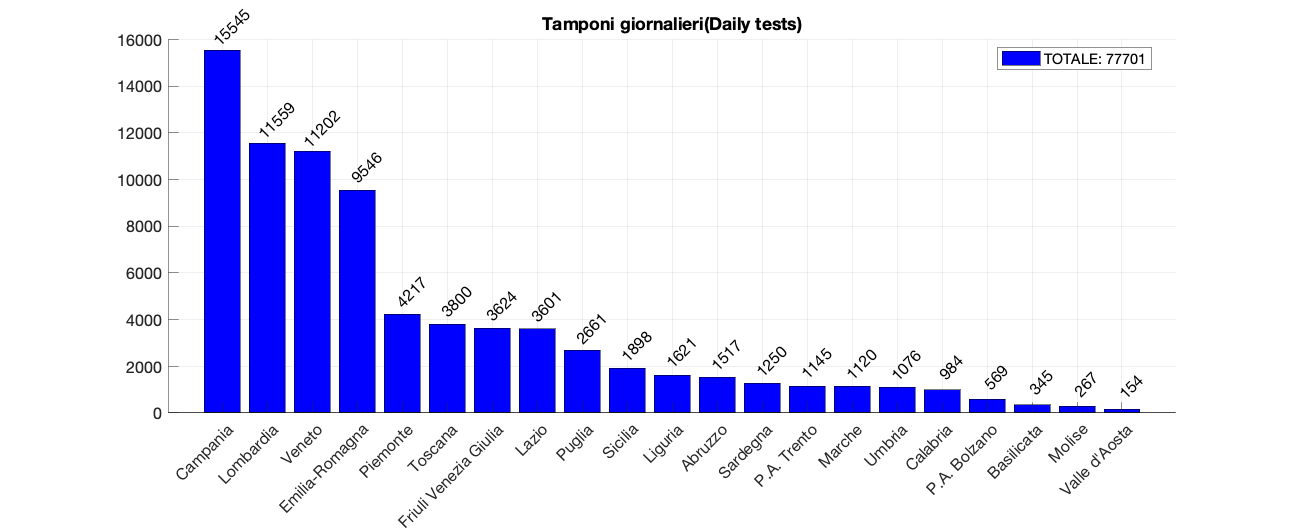 Tamponi giornalieri(Daily tests)
TOTALE: 77701
16000
14000
12000
10000
8000
6000
4000
2000
0
15545
11559
11202
9546
4217
3800
3624
3601
2661
1898
1621
1517
1250
1145
1120
1076
984
569
345
267
154
Campania
Lombardia
Veneto
Emilia-Romagna
Piemonte
Toscana
Friuli Venezia Giulia
Lazio
Puglia
Sicilia
Liguria
Abruzzo
Sardegna
P.A. Trento
Marche
Umbria
Calabria
P.A. Bolzano
Basilicata
Molise
Valle d'Aosta